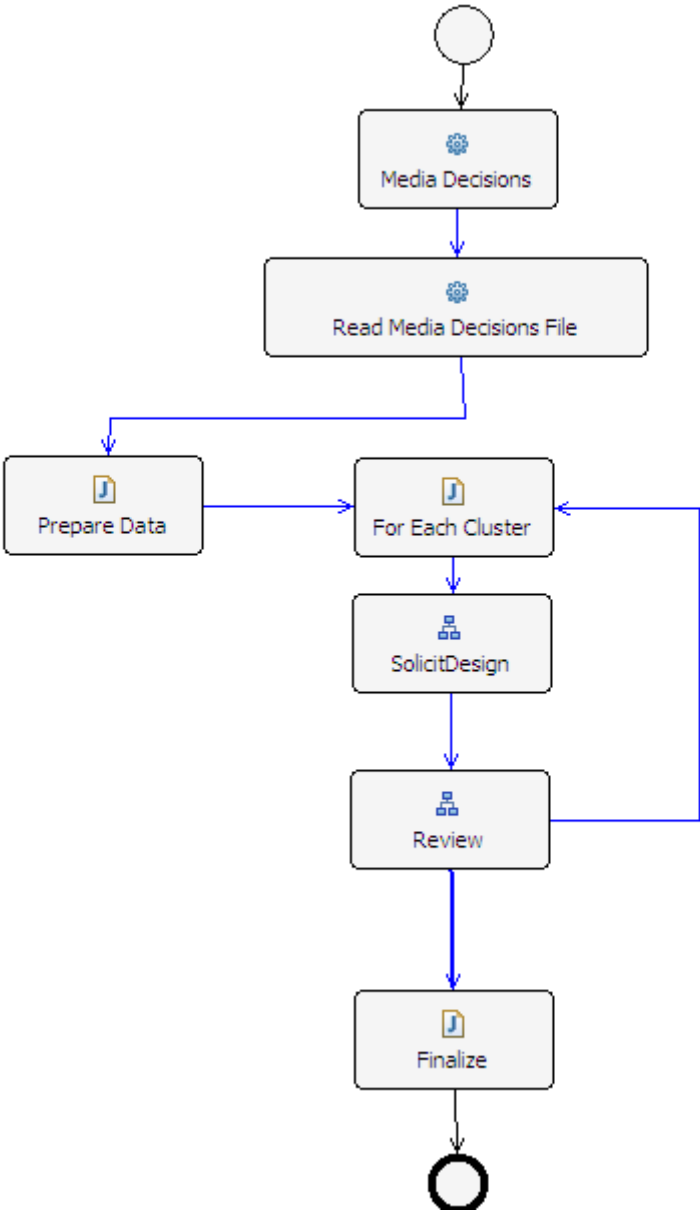 Media Decisions
Read Media Decisions File
Prepare Data
For Each Cluster
SolicitDesign
Review
Finalize